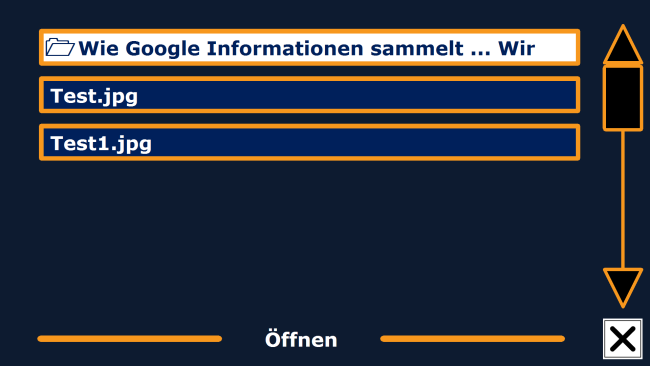 Wie Google Informationen sammelt ... Wir
Test.jpg
Test1.jpg
Öffnen